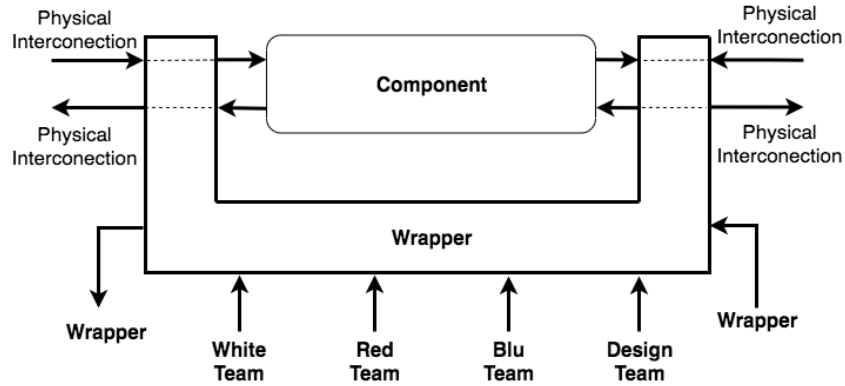 Physical
Interconection
Physical
Interconection
Component
Physical
Interconection
Physical
Interconection
Wrapper
Wrapper
Wrapper
White
Team
Red
Team
Blu
Team
Design
Team